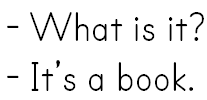 - What is it?
- It's a book.